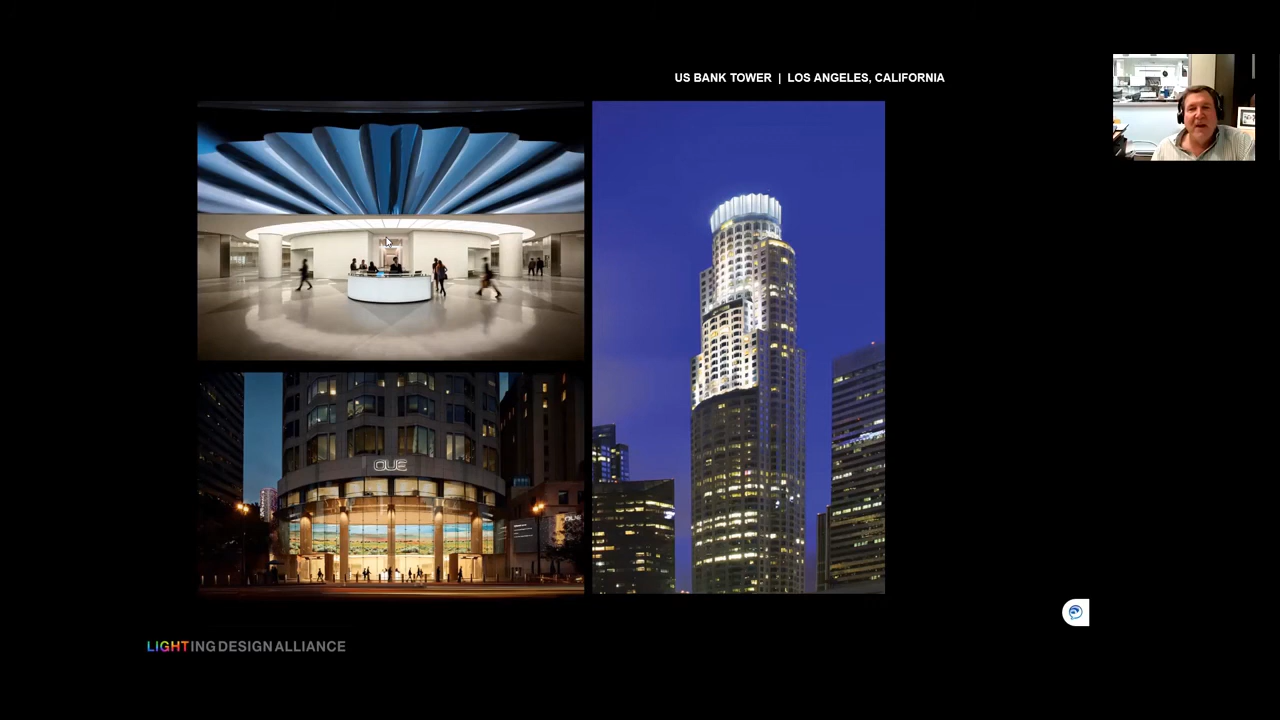 US BANK TOWER | LOS ANGELES, CALIFORNIA
OUE
LIGHTING DESIGN ALLIANCE